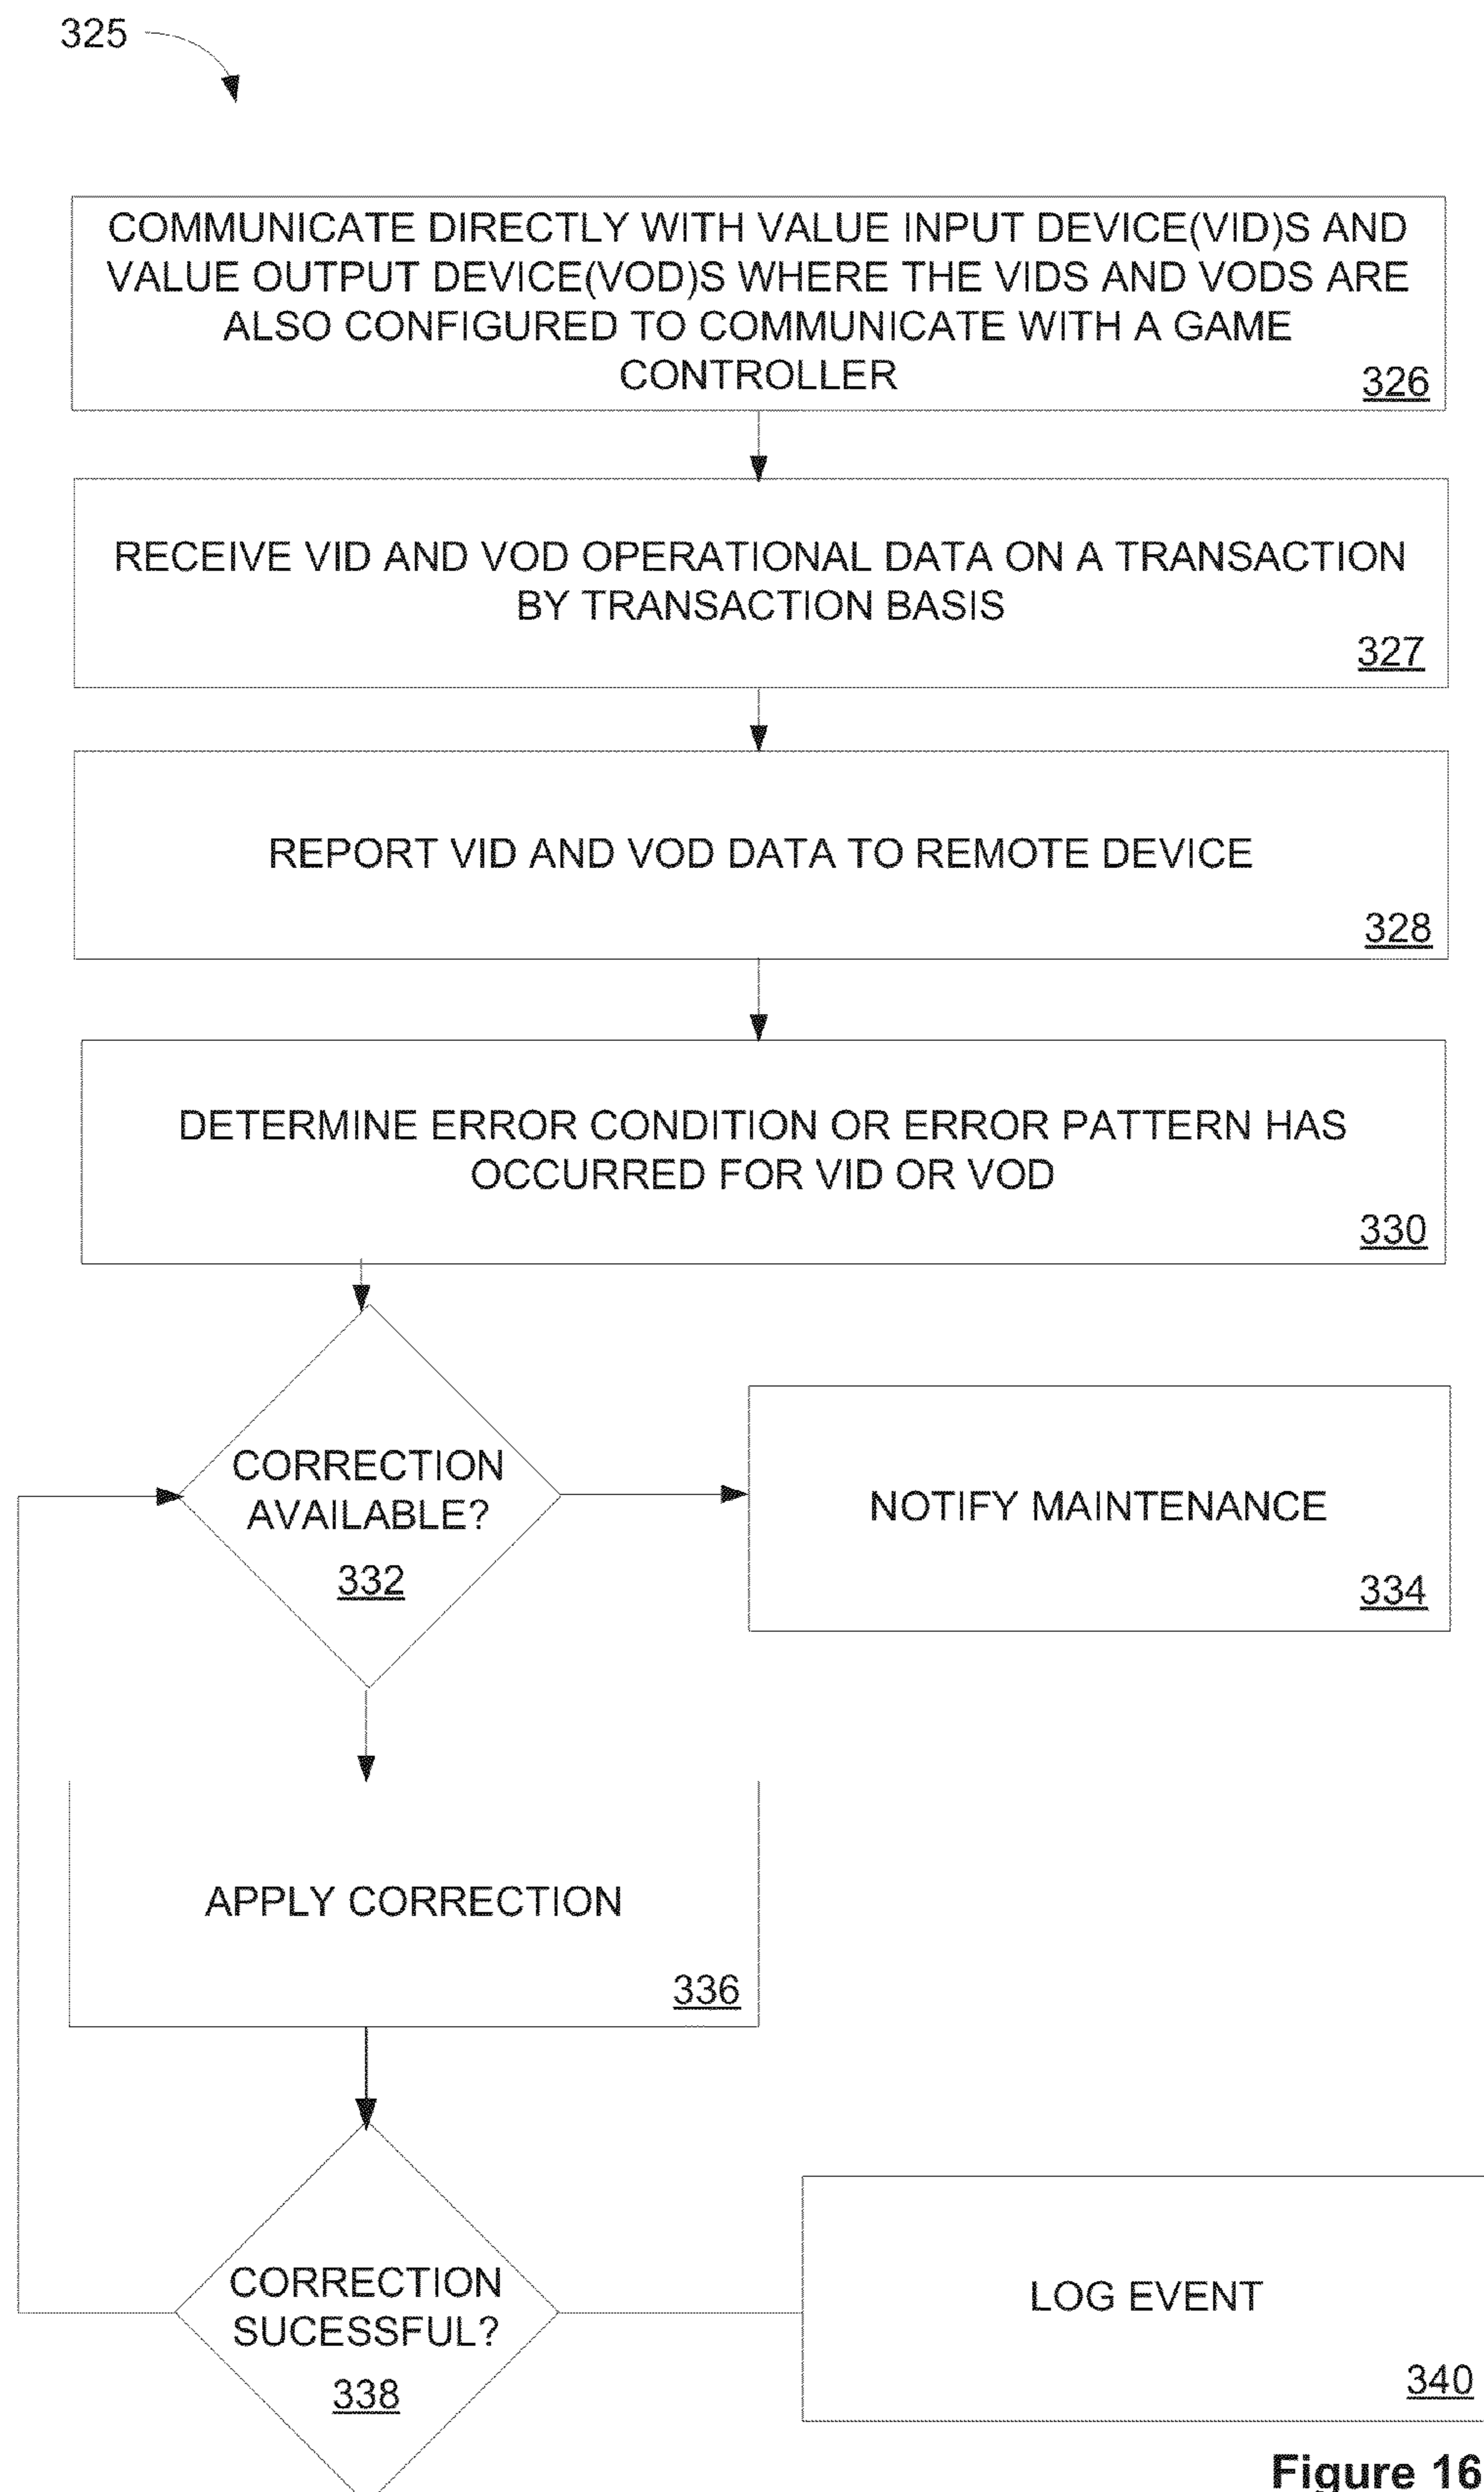 325
COMMUNICATE DIRECTLY WITH VALUE INPUT DEVICE(VID)S AND
VALUE OUTPUT DEVICE(VOD)S WHERE THE VIDS AND VODS ARE
ALSO CONFIGURED TO COMMUNICATE WITH A GAME
CONTROLLER
326
RECEIVE VID AND VOD OPERATIONAL DATA ON A TRANSACTION
BY TRANSACTION BASIS
327
REPORT VID AND VOD DATA TO REMOTE DEVICE
328
DETERMINE ERROR CONDITION OR ERROR PATTERN HAS
OCCURRED FOR VID OR VOD
330
CORRECTION
AVAILABLE?
332
NOTIFY MAINTENANCE
334
APPLY CORRECTION
336
CORRECTION
SUCESSFUL?
338
LOG EVENT
340
Figure 16